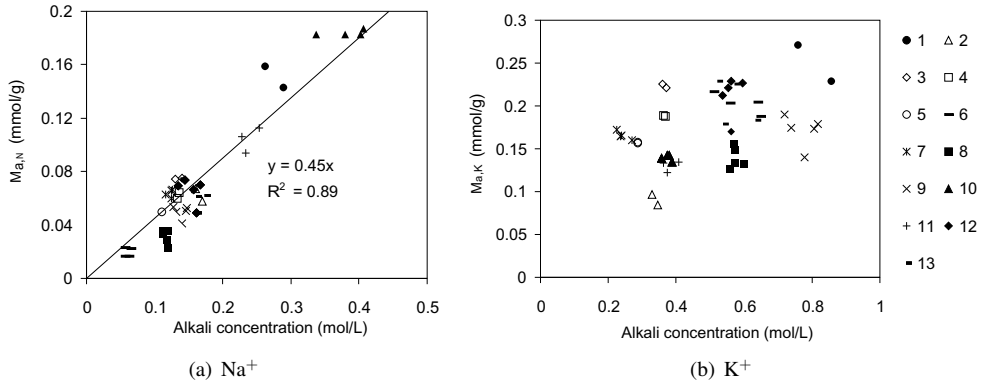 0.2
0.16
0.12
0.08
0.04
0
0 0.1 0.2 0.3 0.4 0.5
Ma,N (mmol/g)
Alkali concentration (mol/L)
y = 0.45x
R² = 0.89
(a) Na⁺
0.3
0.25
0.2
0.15
0.1
0.05
0
0 0.2 0.4 0.6 0.8 1
Ma,K (mmol/g)
Alkali concentration (mol/L)
(b) K⁺
1 2
3 4
5 6
7 8
9 10
11 12
13